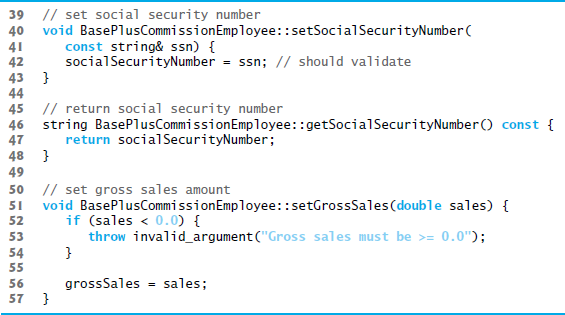 39 // set social security number
40 void BasePlusCommissionEmployee::setSocialSecurityNumber(
41    const string& ssn) {
42    socialSecurityNumber = ssn; // should validate
43 }
44
45 // return social security number
46 string BasePlusCommissionEmployee::getSocialSecurityNumber() const {
47    return socialSecurityNumber;
48 }
49
50 // set gross sales amount
51 void BasePlusCommissionEmployee::setGrossSales(double sales) {
52    if (sales < 0.0) {
53       throw invalid_argument("Gross sales must be >= 0.0");
54    }
55
56    grossSales = sales;
57 }